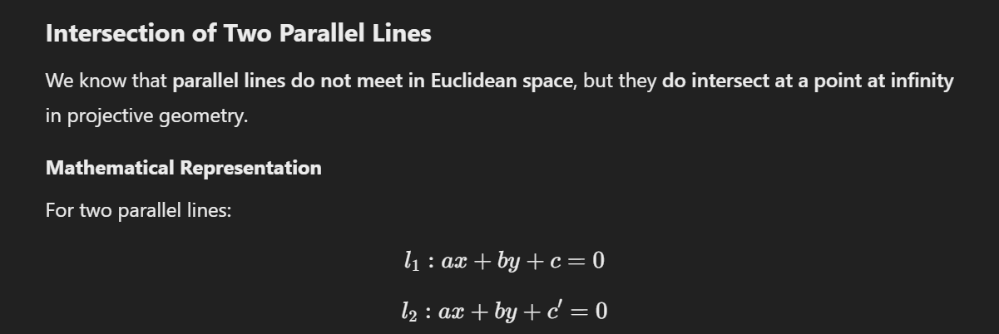 Intersection of Two Parallel Lines
We know that parallel lines do not meet in Euclidean space, but they do intersect at a point at infinity
in projective geometry.
Mathematical Representation
For two parallel lines:
l₁ : ax + by + c = 0
l₂ : ax + by + c′ = 0